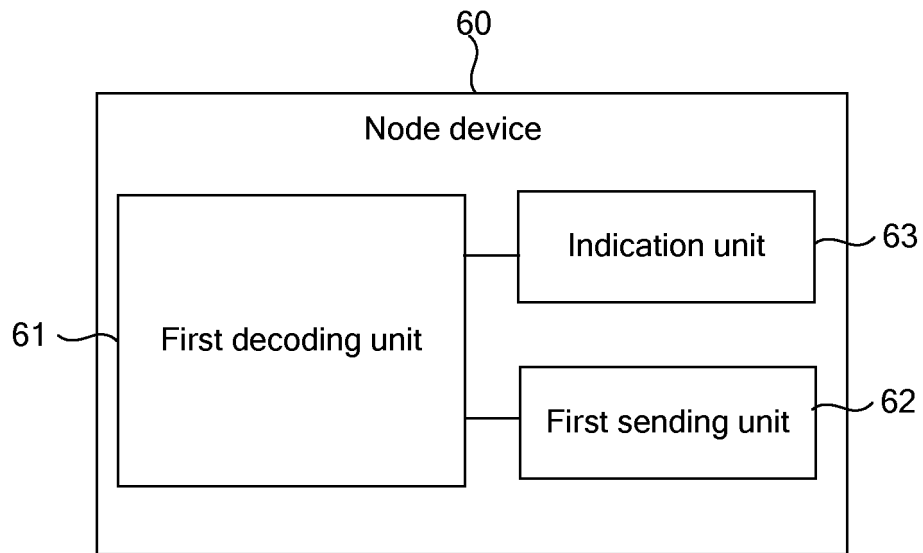 60
Node device
Indication unit
63
61
First decoding unit
First sending unit
62